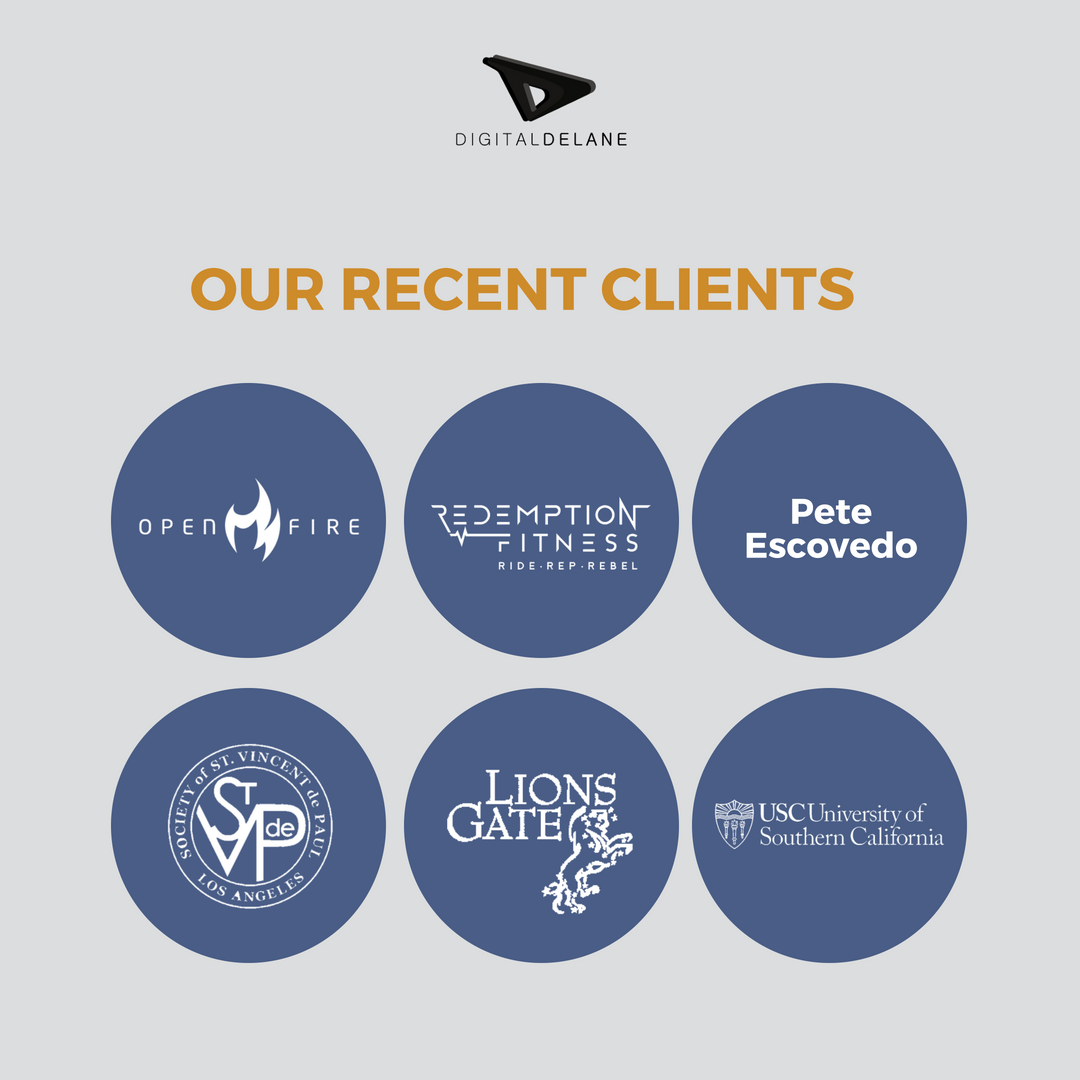 DIGITALDELANE
OUR RECENT CLIENTS
OPEN FIRE
REDEMPTION
FITNESS
RIDE·REP·REBEL
Pete
Escovedo
SOCIETY of ST. VINCENT de PAUL
ST
V de P
LOS ANGELES
LIONS
GATE
USC University of
Southern California